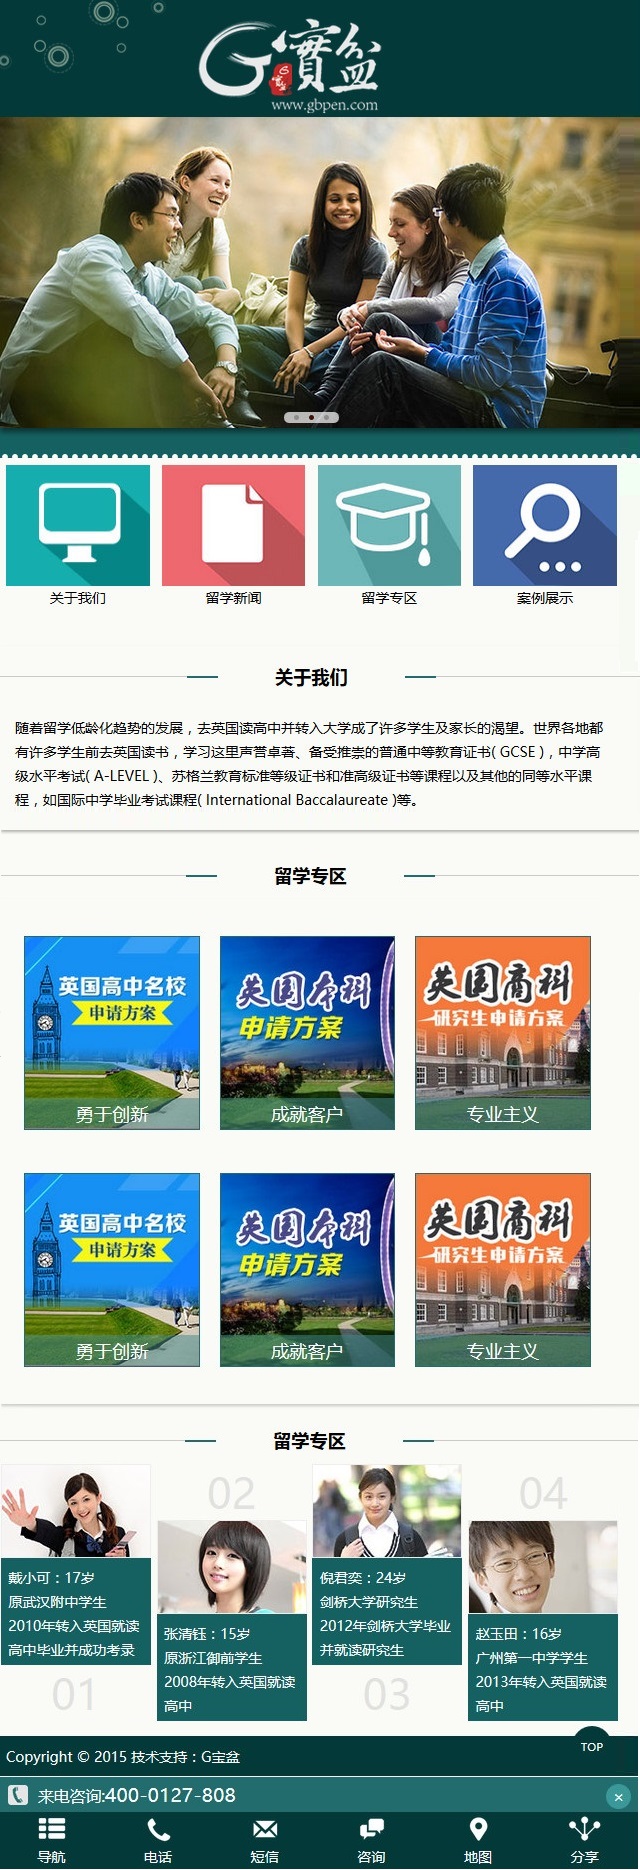 G寶盆
G
寶盆
www.gbpen.com
关于我们
留学新闻
留学专区
案例展示
关于我们
随着留学低龄化趋势的发展，去英国读高中并转入大学成了许多学生及家长的渴望。世界各地都
有许多学生前去英国读书，学习这里声誉卓著、备受推崇的普通中等教育证书( GCSE )，中学高
级水平考试( A-LEVEL )、苏格兰教育标准等级证书和准高级证书等课程以及其他的同等水平课
程，如国际中学毕业考试课程( International Baccalaureate )等。
留学专区
英国高中名校
申请方案
勇于创新
英国本科
申请方案
成就客户
英国商科
研究生申请方案
专业主义
英国高中名校
申请方案
勇于创新
英国本科
申请方案
成就客户
英国商科
研究生申请方案
专业主义
留学专区
戴小可：17岁
原武汉附中学生
2010年转入英国就读
高中毕业并成功考录
01
02
张清钰：15岁
原浙江御前学生
2008年转入英国就读
高中
倪君奕：24岁
剑桥大学研究生
2012年剑桥大学毕业
并就读研究生
03
04
赵玉田：16岁
广州第一中学学生
2013年转入英国就读
高中
TOP
Copyright © 2015 技术支持：G宝盆
来电咨询:400-0127-808
×
导航
电话
短信
咨询
地图
分享